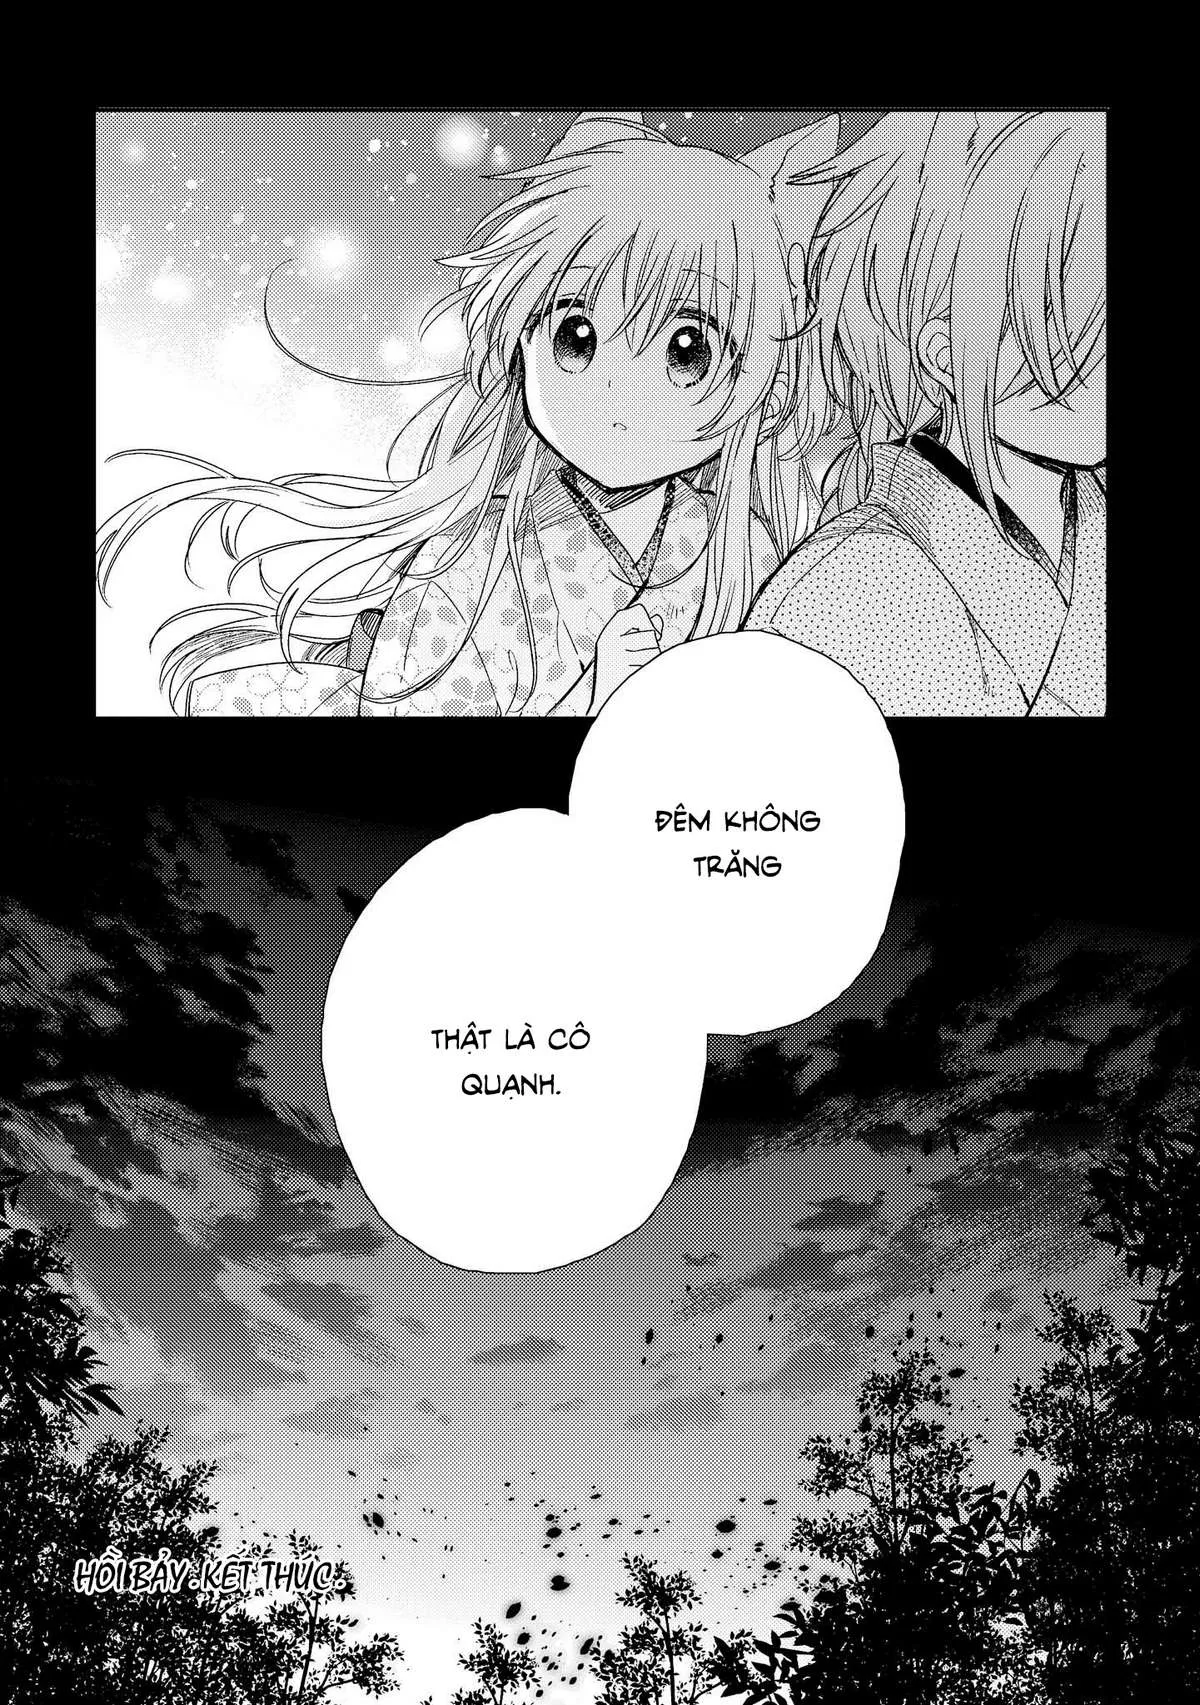 ĐÊM KHÔNG
TRĂNG
THẬT LÀ CÔ
QUẠNH.
HỒI BẢY. KẾT THÚC.